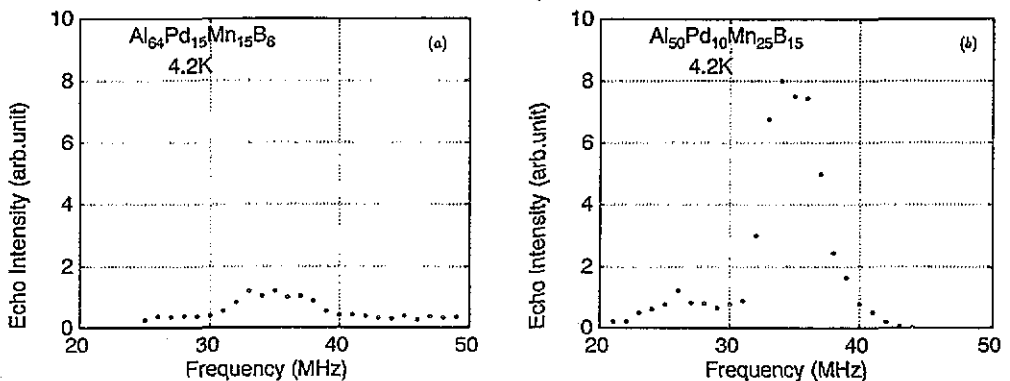 Al64Pd15Mn15B6
(a)
4.2K
10
8
6
4
2
0
20
30
40
50
Echo Intensity (arb.unit)
Frequency (MHz)
Al50Pd10Mn25B15
(b)
4.2K
10
8
6
4
2
0
20
30
40
50
Echo Intensity (arb.unit)
Frequency (MHz)